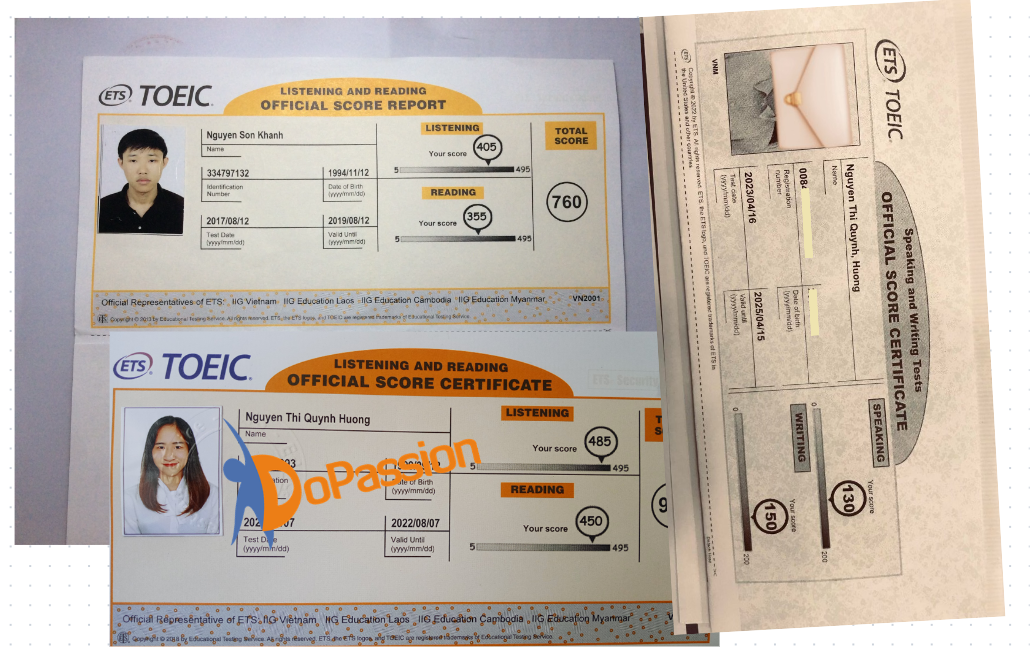 ETS TOEIC
LISTENING AND READING
OFFICIAL SCORE REPORT
Nguyen Son Khanh
Name
334797132
1994/11/12
Identification
Number
Date of Birth
(yyyy/mm/dd)
2017/08/12
2019/08/12
Test Date
(yyyy/mm/dd)
Valid Until
(yyyy/mm/dd)
LISTENING
Your score
405
5
495
READING
Your score
355
5
495
TOTAL
SCORE
760
Official Representatives of ETS: IIG Vietnam IIG Education Laos IIG Education Cambodia IIG Education Myanmar
VN2001
Copyright © 2013 by Educational Testing Service. All rights reserved. ETS, the ETS logos, and TOEIC are registered trademarks of Educational Testing Service.
ETS TOEIC
LISTENING AND READING
OFFICIAL SCORE CERTIFICATE
Nguyen Thi Quynh Huong
Name
Date of Birth
(yyyy/mm/dd)
2022/08/07
Test Date
(yyyy/mm/dd)
Valid Until
(yyyy/mm/dd)
DoPassion
LISTENING
Your score
485
5
495
READING
Your score
450
5
495
Official Representatives of ETS: IIG Vietnam IIG Education Laos IIG Education Cambodia IIG Education Myanmar
Copyright © 2018 by Educational Testing Service. All rights reserved. ETS, the ETS logos, and TOEIC are registered trademarks of Educational Testing Service.
ETS TOEIC
Speaking and Writing Tests
OFFICIAL SCORE CERTIFICATE
Nguyen Thi Quynh, Huong
Name
Registration
number
Date of birth
(yyyy/mm/dd)
2023/04/16
2025/04/15
Test date
(yyyy/mm/dd)
Valid until
(yyyy/mm/dd)
SPEAKING
Your score
130
0
200
WRITING
Your score
150
0
200
VNM
Copyright © 2022 by ETS. All rights reserved. ETS, the ETS logo, and TOEIC are registered trademarks of ETS in
the United States and other countries.